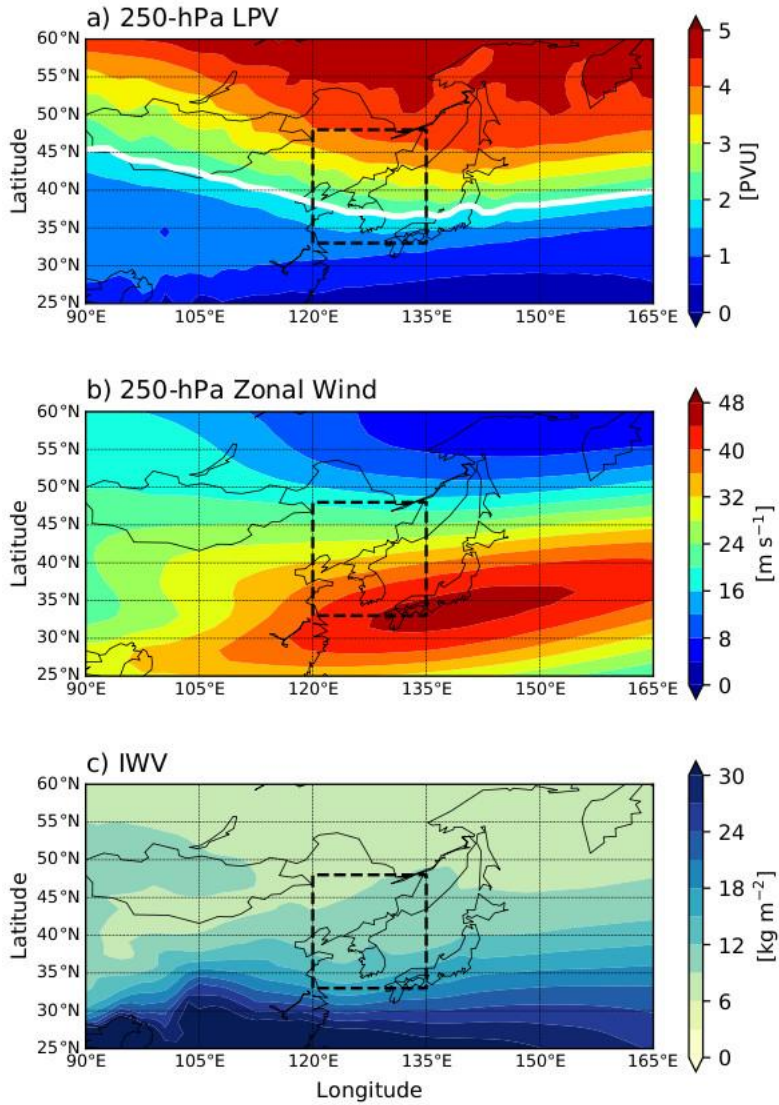 a) 250-hPa LPV
60°N
55°N
50°N
45°N
40°N
35°N
30°N
25°N
Latitude
90°E 105°E 120°E 135°E 150°E 165°E
5
4
3
2
1
0
[PVU]
b) 250-hPa Zonal Wind
60°N
55°N
50°N
45°N
40°N
35°N
30°N
25°N
Latitude
90°E 105°E 120°E 135°E 150°E 165°E
48
40
32
24
16
8
0
[m s⁻¹]
c) IWV
60°N
55°N
50°N
45°N
40°N
35°N
30°N
25°N
Latitude
90°E 105°E 120°E 135°E 150°E 165°E
Longitude
30
24
18
12
6
0
[kg m⁻²]